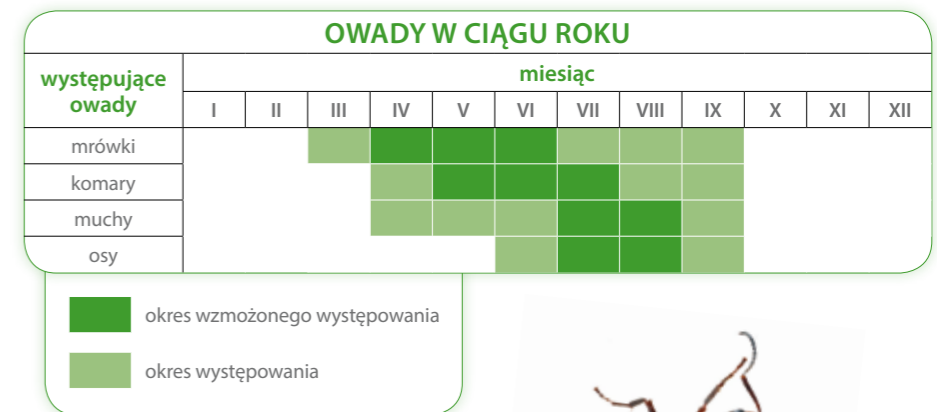 OWADY W CIĄGU ROKU
występujące owady
miesiąc
I II III IV V VI VII VIII IX X XI XII
mrówki
komary
muchy
osy
okres wzmożonego występowania
okres występowania